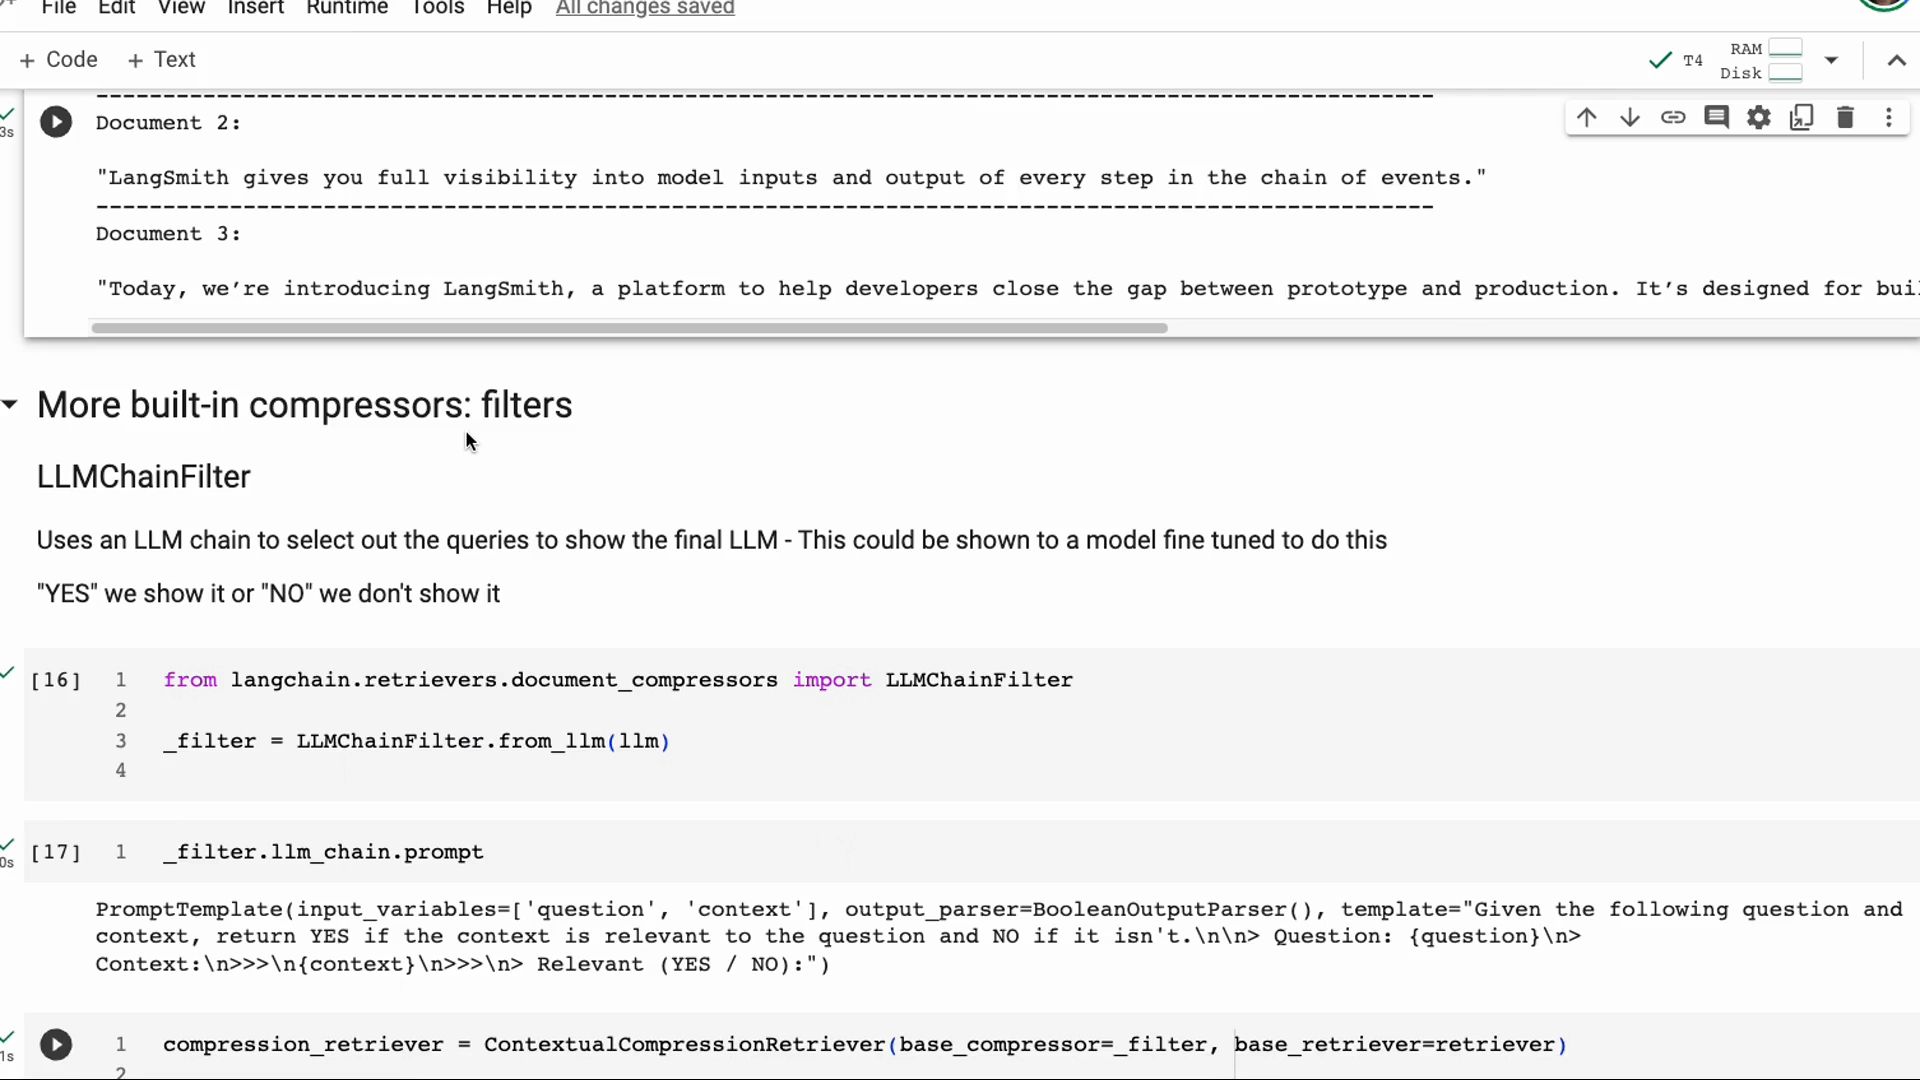 File Edit View Insert Runtime Tools Help All changes saved
+ Code + Text
T4 RAM
Disk
3s
Document 2:
"LangSmith gives you full visibility into model inputs and output of every step in the chain of events."
Document 3:
"Today, we’re introducing LangSmith, a platform to help developers close the gap between prototype and production. It’s designed for buil
More built-in compressors: filters
LLMChainFilter
Uses an LLM chain to select out the queries to show the final LLM - This could be shown to a model fine tuned to do this
"YES" we show it or "NO" we don't show it
[16] 1 from langchain.retrievers.document_compressors import LLMChainFilter
2
3 _filter = LLMChainFilter.from_llm(llm)
4
[17] 1 _filter.llm_chain.prompt
0s
PromptTemplate(input_variables=['question', 'context'], output_parser=BooleanOutputParser(), template="Given the following question and
context, return YES if the context is relevant to the question and NO if it isn't.\n\n> Question: {question}\n>
Context:\n>>>\n{context}\n>>>\n> Relevant (YES / NO):")
1 compression_retriever = ContextualCompressionRetriever(base_compressor=_filter, base_retriever=retriever)
1s
2